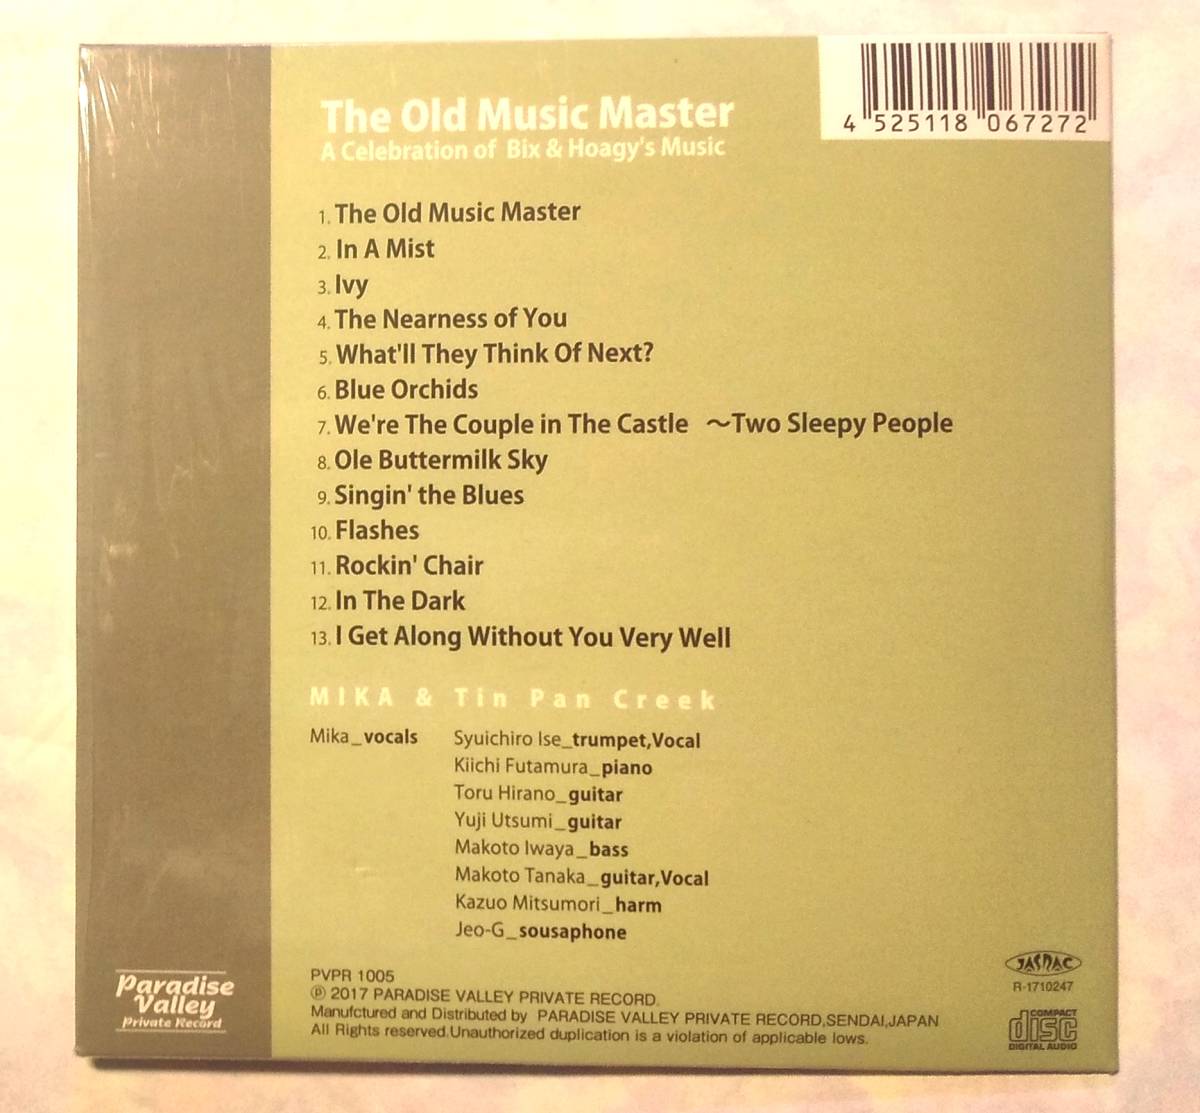 The Old Music Master
A Celebration of Bix & Hoagy's Music
4 525118 067272
1. The Old Music Master
2. In A Mist
3. Ivy
4. The Nearness of You
5. What'll They Think Of Next?
6. Blue Orchids
7. We're The Couple in The Castle ～Two Sleepy People
8. Ole Buttermilk Sky
9. Singin' the Blues
10. Flashes
11. Rockin' Chair
12. In The Dark
13. I Get Along Without You Very Well
MIKA & Tin Pan Creek
Mika_vocals
Syuichiro Ise_trumpet,Vocal
Kiichi Futamura_piano
Toru Hirano_guitar
Yuji Utsumi_guitar
Makoto Iwaya_bass
Makoto Tanaka_guitar,Vocal
Kazuo Mitsumori_harm
Jeo-G_sousaphone
PVPR 1005
℗ 2017 PARADISE VALLEY PRIVATE RECORD.
Manufctured and Distributed by PARADISE VALLEY PRIVATE RECORD,SENDAI,JAPAN
All Rights reserved.Unauthorized duplication is a violation of applicable lows.
Paradise
Valley
Private Record
JASRAC
R-1710247
COMPACT
disc
DIGITAL AUDIO